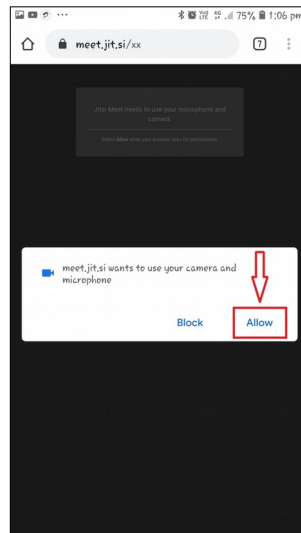 75% 1:06 pm
meet.jit.si/xx
7
Jitsi Meet needs to use your microphone and
camera.
Select Allow when your browser asks for permissions.
meet.jit.si wants to use your camera and
microphone
Block Allow